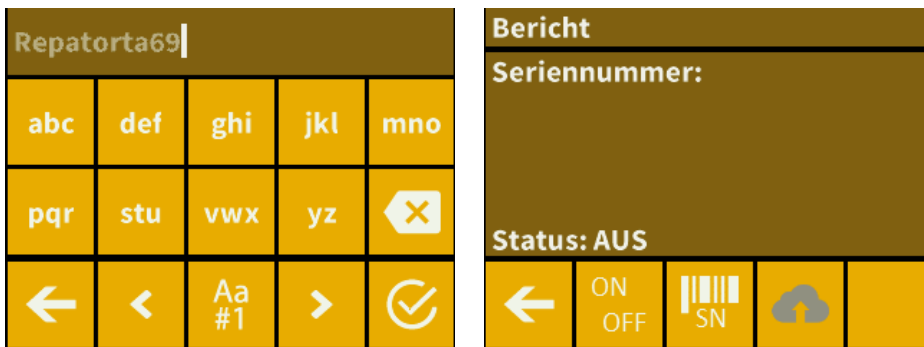 Repatorta69
abc def ghi jkl mno
pqr stu vwx yz
Aa
#1
Bericht
Seriennummer:
Status: AUS
ON
OFF
SN